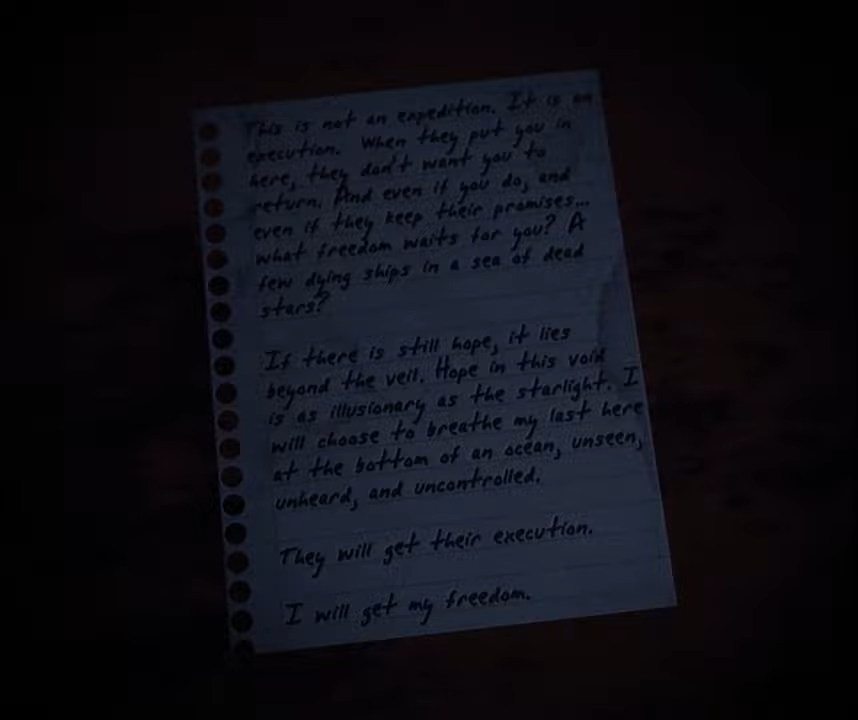 This is not an expedition. It is an
execution. When they put you in
here, they don't want you to
return. And even if you do, and
even if they keep their promises...
what freedom waits for you? A
few dying ships in a sea of dead
stars?
If there is still hope, it lies
beyond the veil. Hope in this void
is as illusionary as the starlight. I
will choose to breathe my last here
at the bottom of an ocean, unseen,
unheard, and uncontrolled.
They will get their execution.
I will get my freedom.